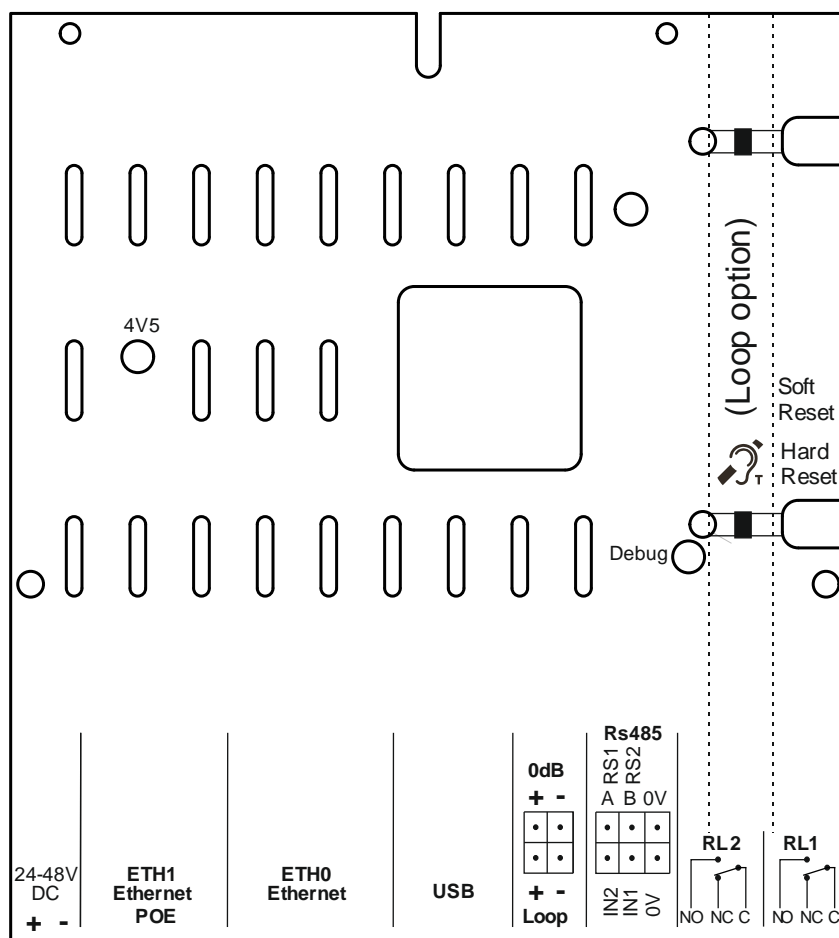 4V5
(Loop option)
Soft
Reset
Hard
Reset
T
Debug
24-48V
DC
+ -
ETH1
Ethernet
POE
ETH0
Ethernet
USB
0dB
+ -
+ -
Loop
Rs485
RS1 RS2
A B 0V
IN2 IN1 0V
RL2
NO NC C
RL1
NO NC C